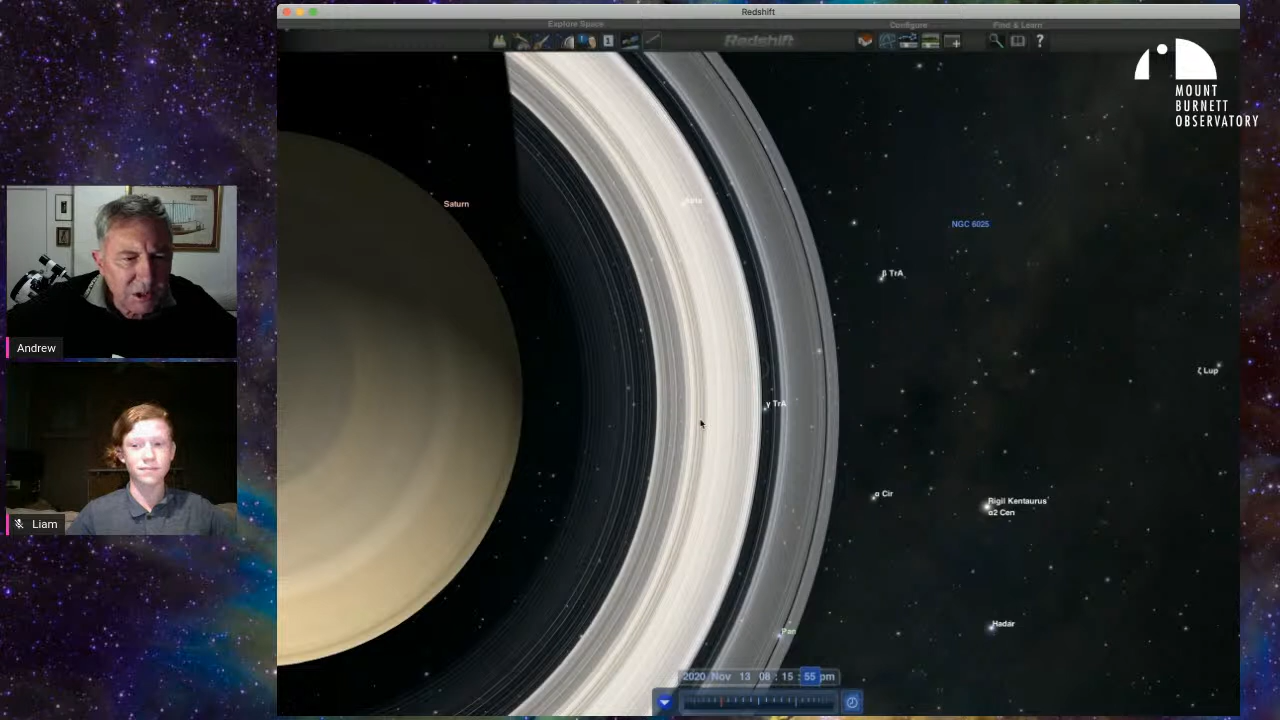 Redshift
Explore Space
Configure
Find & Learn
Redshift
MOUNT
BURNETT
OBSERVATORY
Saturn
NGC 6025
β TrA
ζ Lup
γ TrA
α Cir
Rigil Kentaurus
α2 Cen
Hadar
Pan
2020 Nov 13 08 : 15 : 55 pm
Andrew
Liam